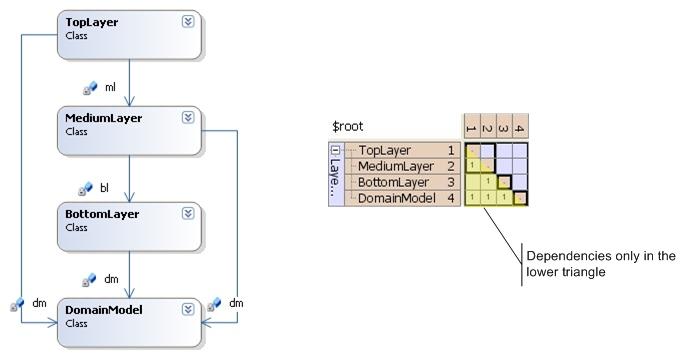 TopLayer
Class
ml
MediumLayer
Class
bl
BottomLayer
Class
dm
dm
dm
DomainModel
Class
$root
1 2 3 4
Laye...
TopLayer 1 .
MediumLayer 2 1 .
BottomLayer 3 1 .
DomainModel 4 1 1 1 .
Dependencies only in the
lower triangle